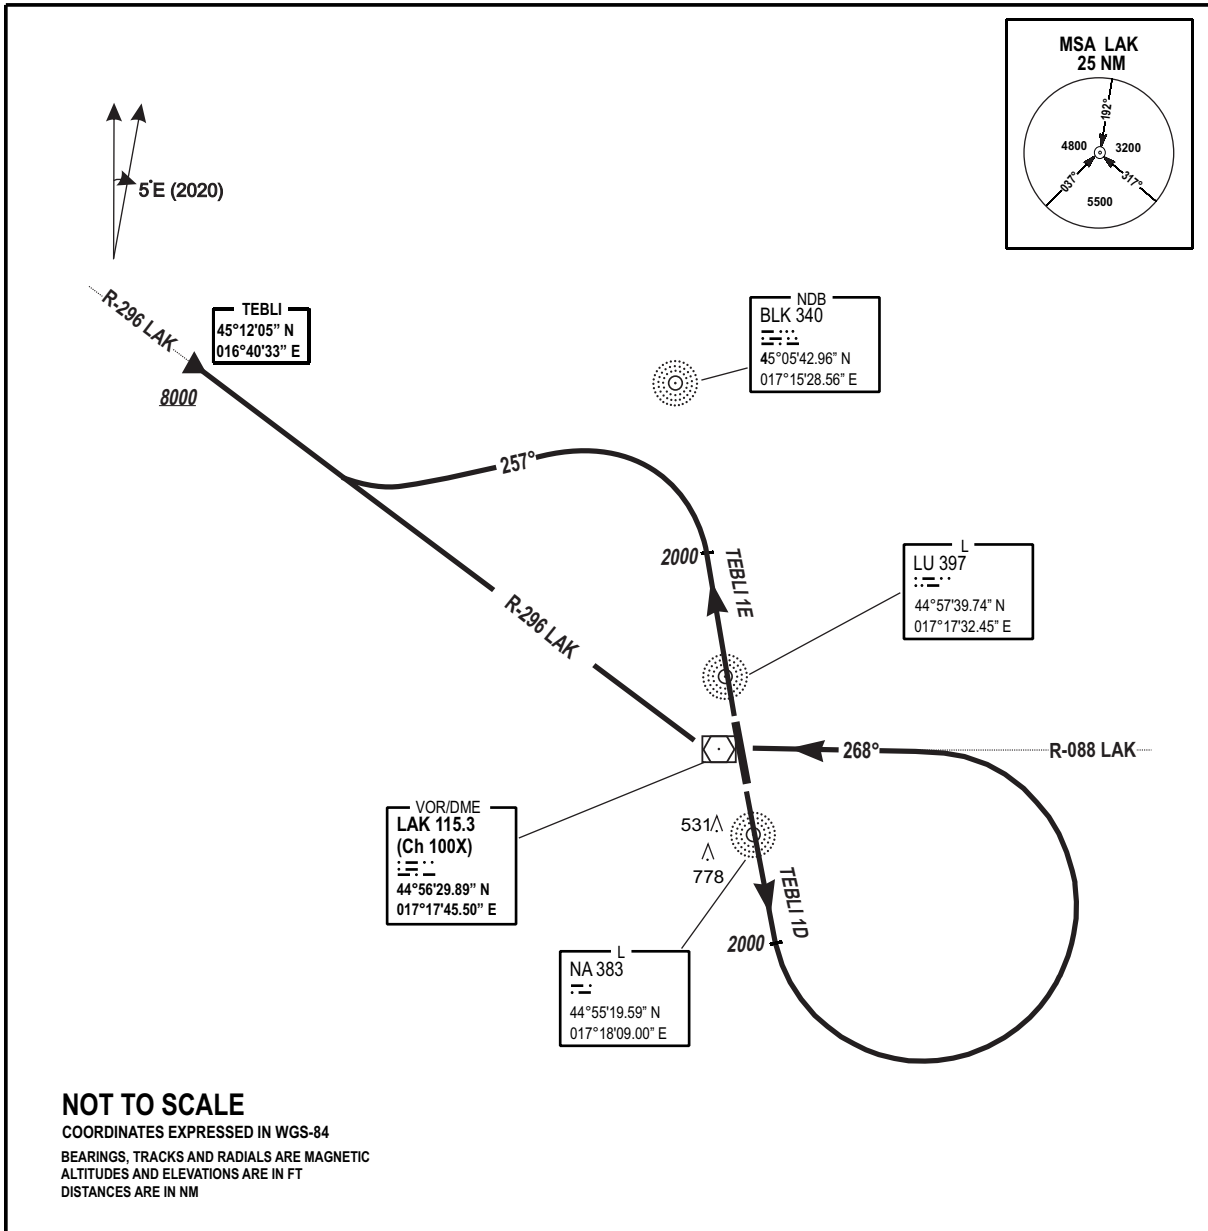 MSA LAK
25 NM
192°
4800
3200
037°
317°
5500
5°E (2020)
R-296 LAK
TEBLI
45°12'05” N
016°40'33” E
8000
NDB
BLK 340
45°05'42.96” N
017°15'28.56” E
257°
2000
TEBLI 1E
L
LU 397
44°57'39.74” N
017°17'32.45” E
R-296 LAK
268°
R-088 LAK
VOR/DME
LAK 115.3
(Ch 100X)
44°56'29.89” N
017°17'45.50” E
531
778
TEBLI 1D
2000
L
NA 383
44°55'19.59” N
017°18'09.00” E
NOT TO SCALE
COORDINATES EXPRESSED IN WGS-84
BEARINGS, TRACKS AND RADIALS ARE MAGNETIC
ALTITUDES AND ELEVATIONS ARE IN FT
DISTANCES ARE IN NM